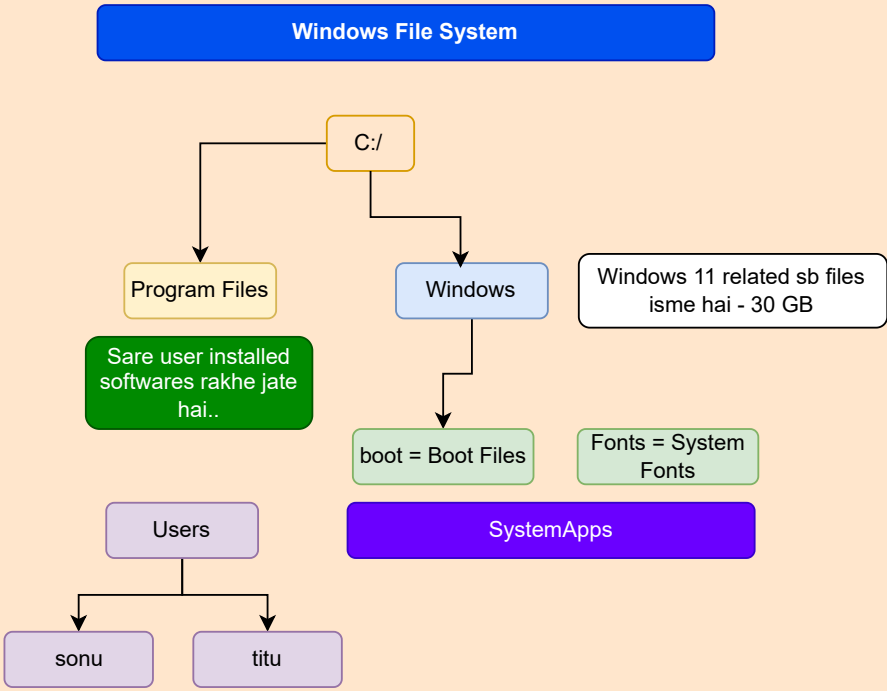 Windows File System
C:/
Program Files
Windows
Windows 11 related sb files
isme hai - 30 GB
Sare user installed
softwares rakhe jate
hai..
boot = Boot Files
Fonts = System
Fonts
Users
SystemApps
sonu
titu